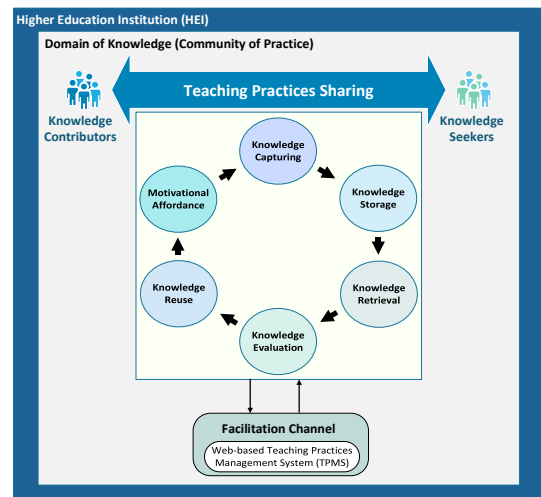 Higher Education Institution (HEI)
Domain of Knowledge (Community of Practice)
Teaching Practices Sharing
Knowledge
Contributors
Knowledge
Seekers
Knowledge
Capturing
Motivational
Affordance
Knowledge
Storage
Knowledge
Reuse
Knowledge
Retrieval
Knowledge
Evaluation
Facilitation Channel
Web-based Teaching Practices
Management System (TPMS)